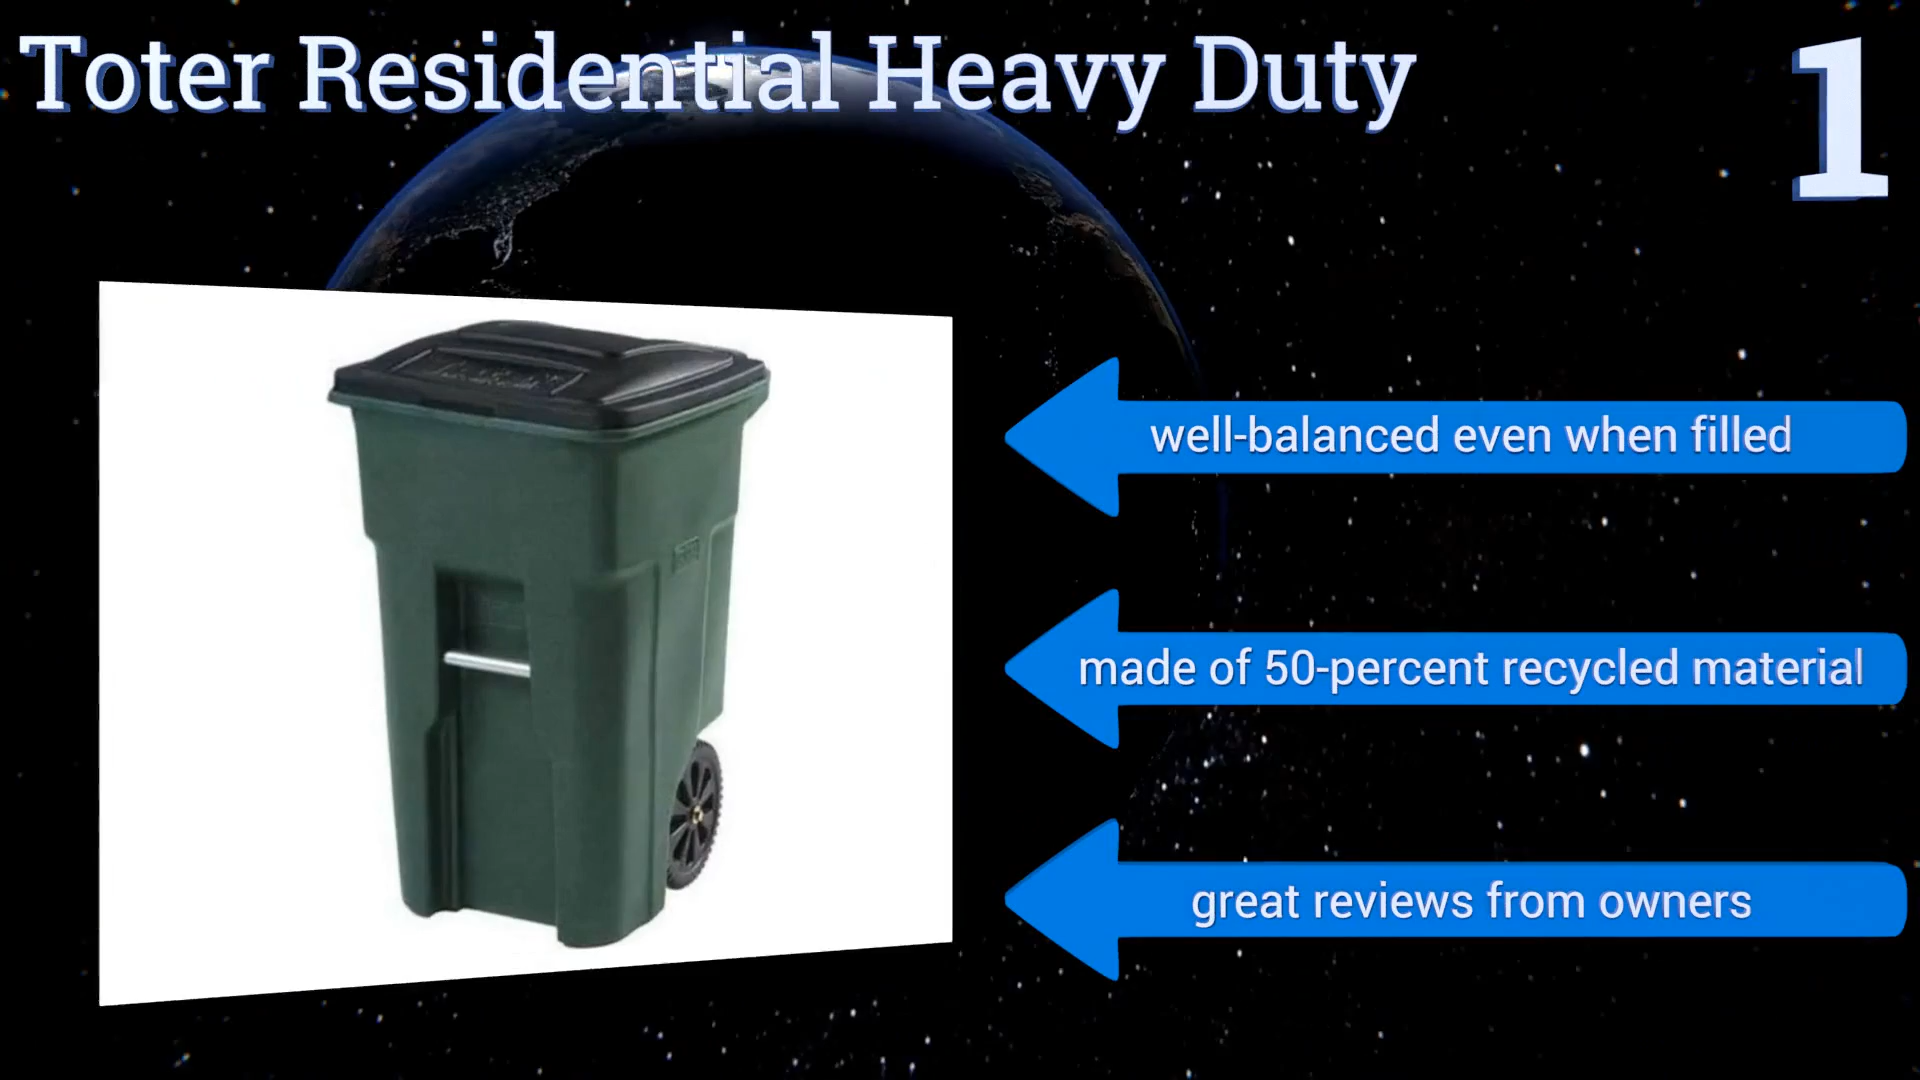 Toter Residential Heavy Duty
1
well-balanced even when filled
made of 50-percent recycled material
great reviews from owners